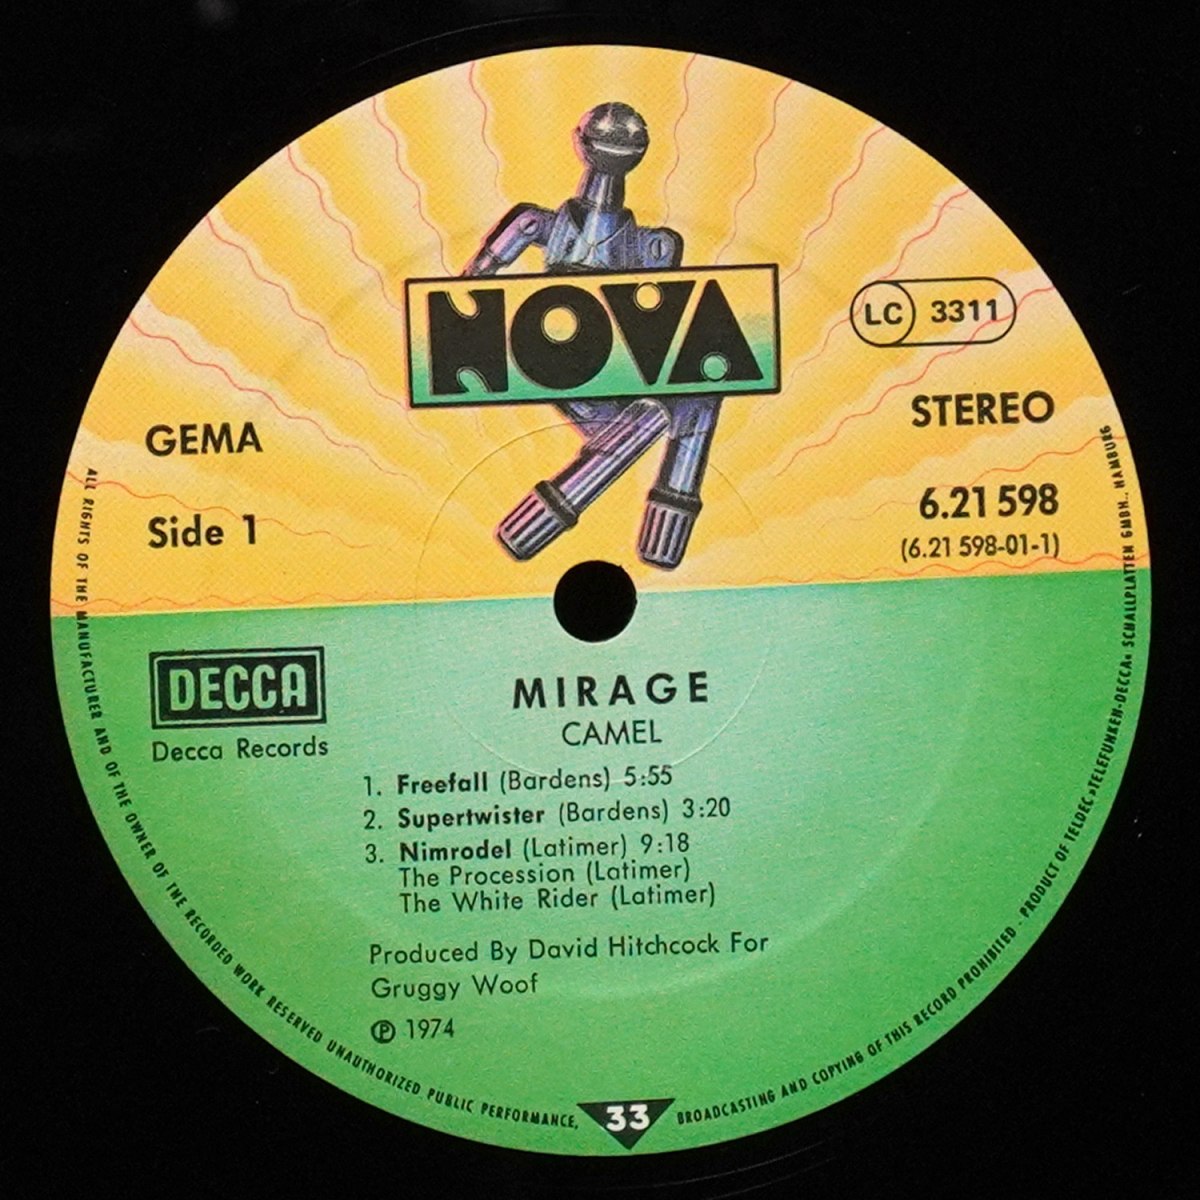 NOVA
LC 3311
GEMA
STEREO
Side 1
6.21 598
(6.21 598-01-1)
DECCA
Decca Records
MIRAGE
CAMEL
1. Freefall (Bardens) 5:55
2. Supertwister (Bardens) 3:20
3. Nimrodel (Latimer) 9:18
The Procession (Latimer)
The White Rider (Latimer)
Produced By David Hitchcock For
Gruggy Woof
℗ 1974
ALL RIGHTS OF THE MANUFACTURER AND OF THE OWNER OF THE RECORDED WORK RESERVED UNAUTHORIZED PUBLIC PERFORMANCE,
33
BROADCASTING AND COPYING OF THIS RECORD PROHIBITED · PRODUCT OF TELDEC »TELEFUNKEN-DECCA« SCHALLPLATTEN GMBH., HAMBURG